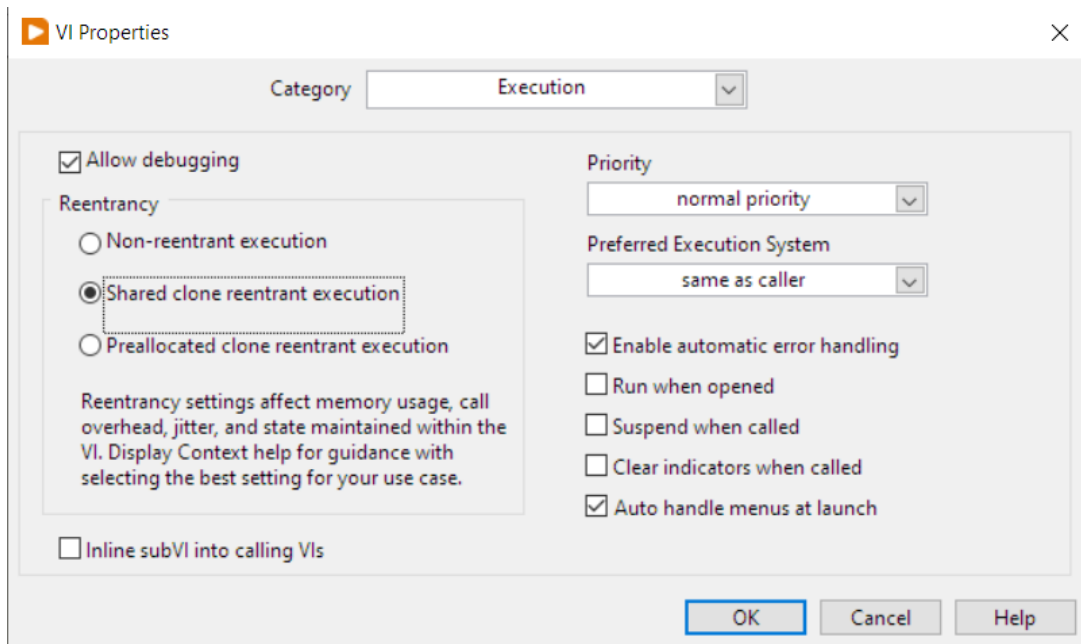 VI Properties
Category
Execution
Allow debugging
Reentrancy
Non-reentrant execution
Shared clone reentrant execution
Preallocated clone reentrant execution
Reentrancy settings affect memory usage, call
overhead, jitter, and state maintained within the
VI. Display Context help for guidance with
selecting the best setting for your use case.
Inline subVI into calling VIs
Priority
normal priority
Preferred Execution System
same as caller
Enable automatic error handling
Run when opened
Suspend when called
Clear indicators when called
Auto handle menus at launch
OK
Cancel
Help